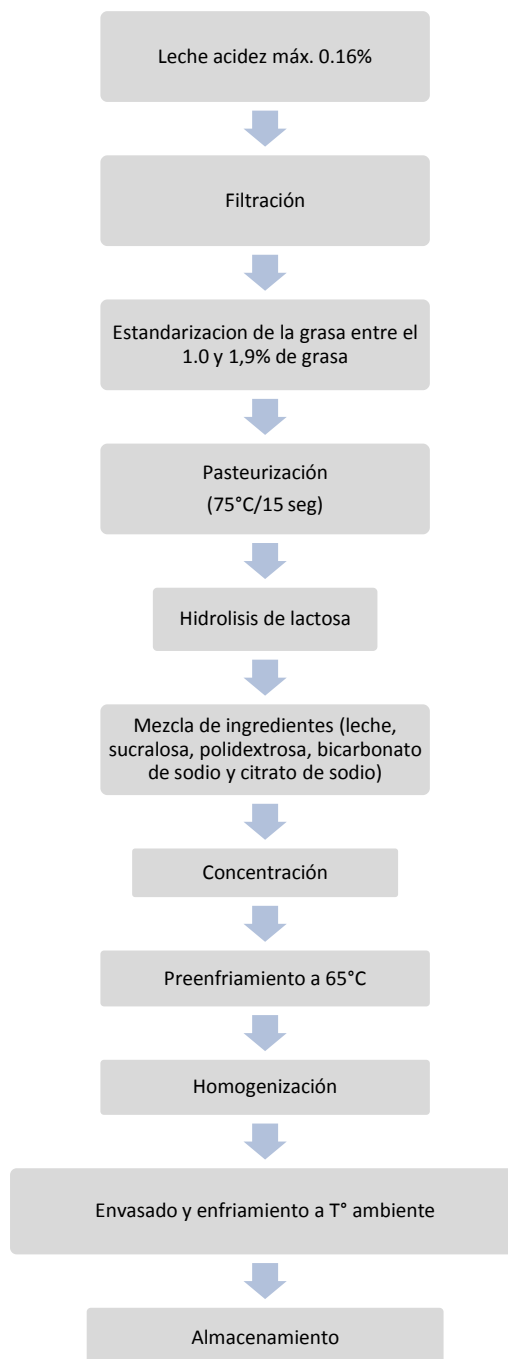 Leche acidez máx. 0.16%
Filtración
Estandarizacion de la grasa entre el
1.0 y 1,9% de grasa
Pasteurización
(75°C/15 seg)
Hidrolisis de lactosa
Mezcla de ingredientes (leche,
sucralosa, polidextrosa, bicarbonato
de sodio y citrato de sodio)
Concentración
Preenfriamiento a 65°C
Homogenización
Envasado y enfriamiento a T° ambiente
Almacenamiento